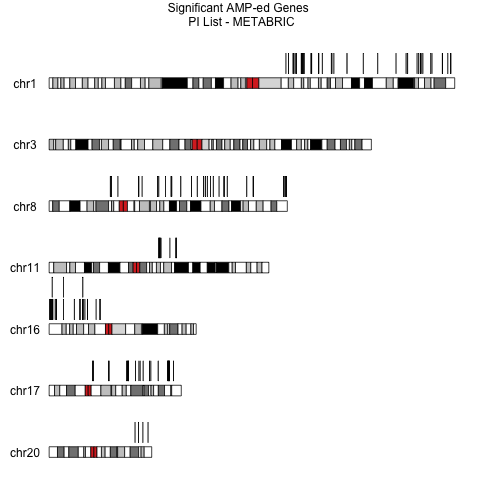 Significant AMP-ed Genes
PI List - METABRIC
chr1
chr3
chr8
chr11
chr16
chr17
chr20